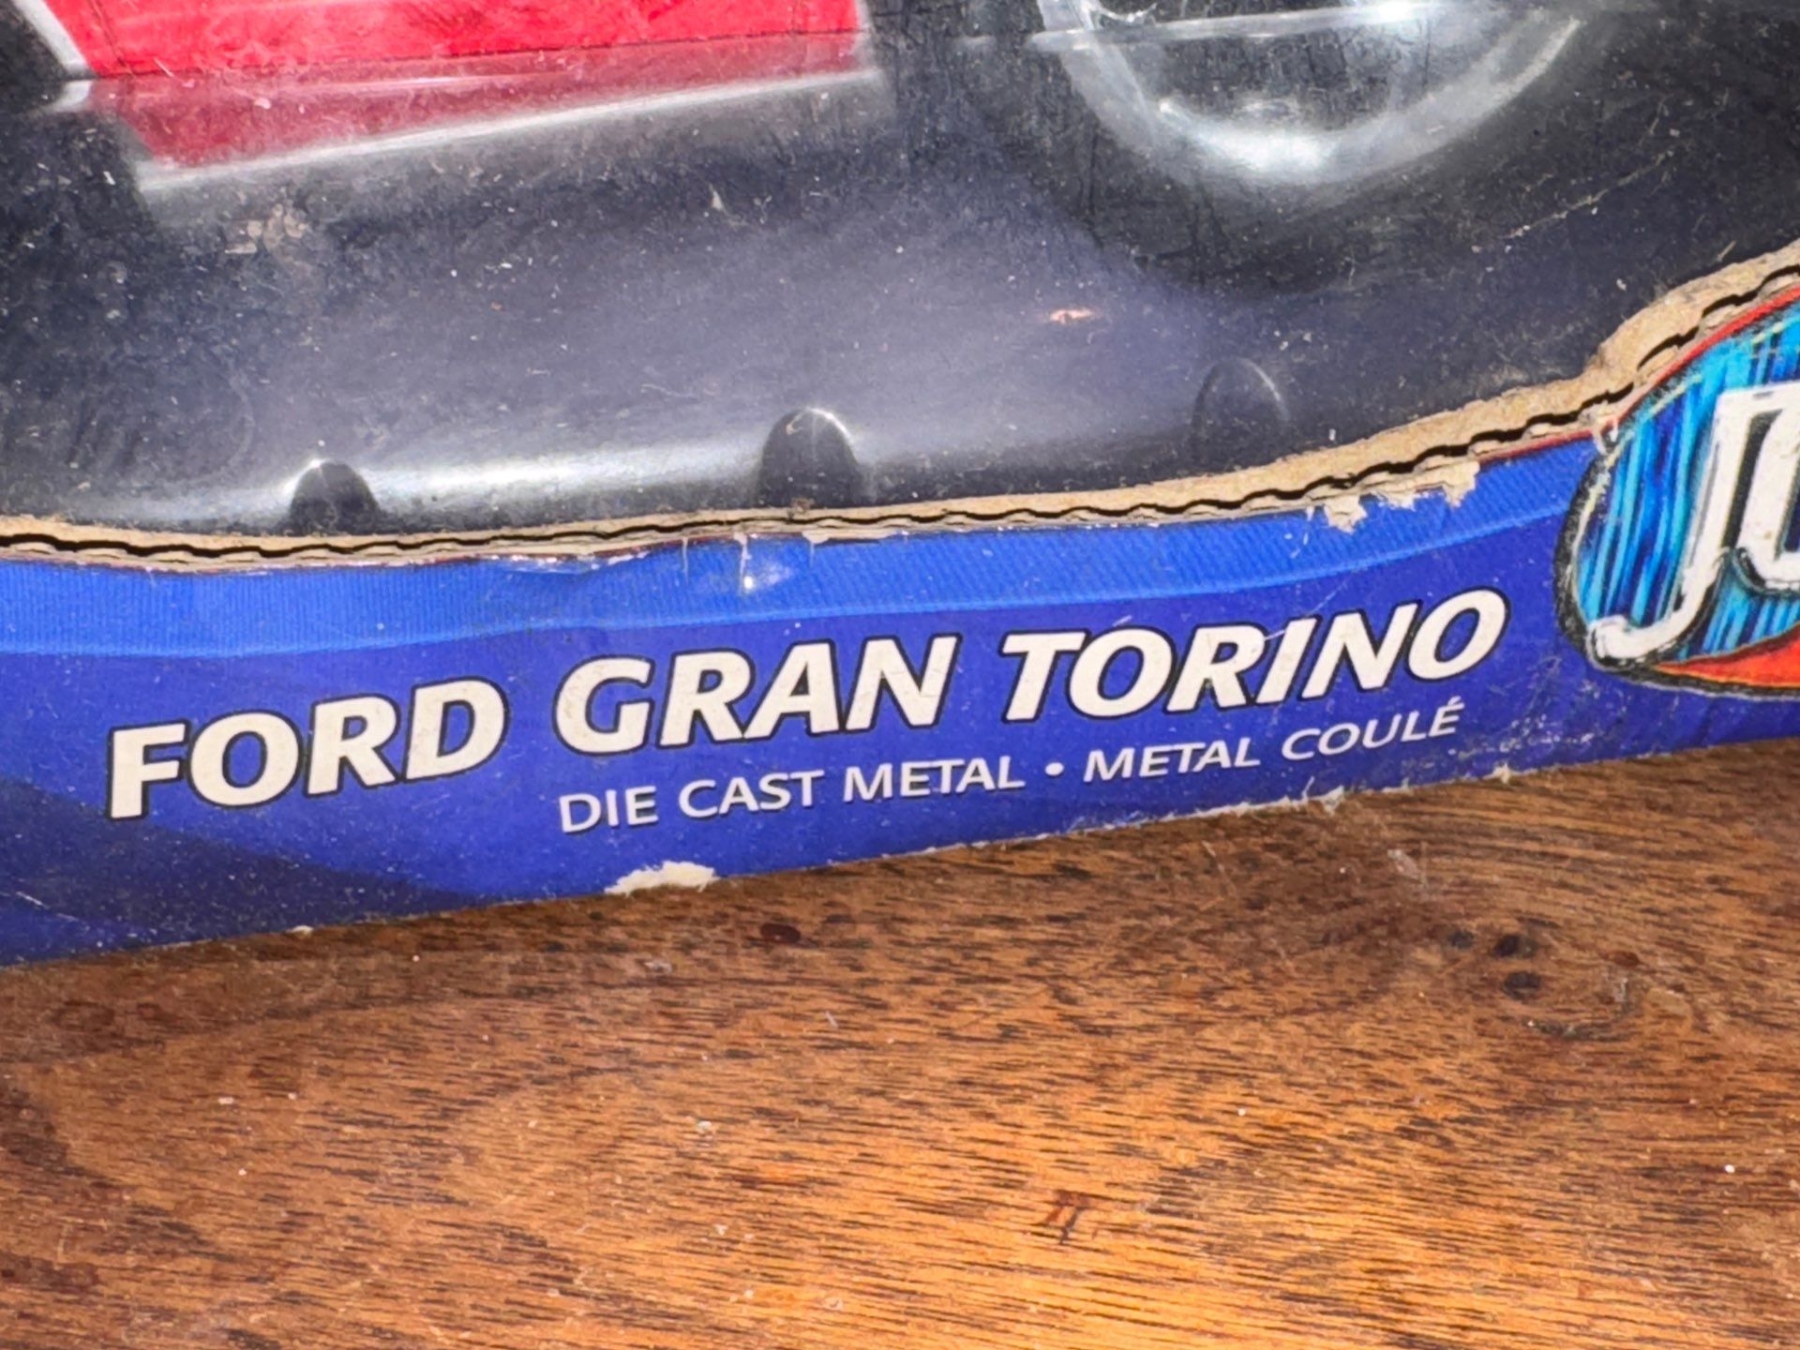 FORD GRAN TORINO
DIE CAST METAL • METAL COULÉ